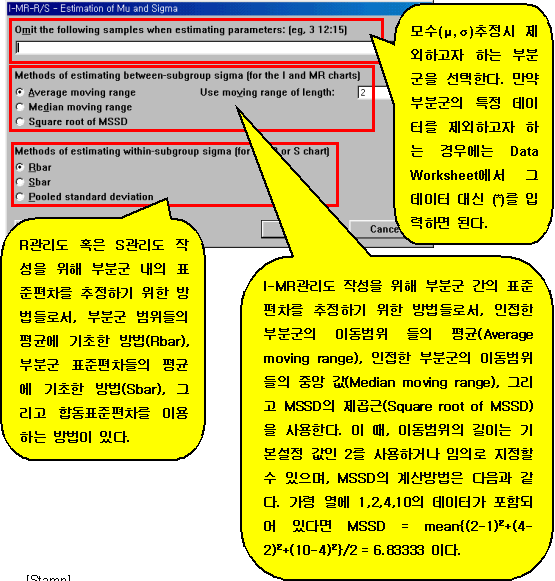 I-MR-R/S - Estimation of Mu and Sigma
Omit the following samples when estimating parameters: (eg, 3 12:15)
Methods of estimating between-subgroup sigma (for the I and MR charts)
Average moving range
Use moving range of length:
2
Median moving range
Square root of MSSD
Methods of estimating within-subgroup sigma (for
or S chart)
Rbar
Sbar
Pooled standard deviation
Cance
모수(μ,σ)추정시 제
외하고자 하는 부분
군을 선택한다. 만약
부분군의 특정 데이
터를 제외하고자 하
는 경우에는 Data
Worksheet에서 그
데이터 대신 (*)를 입
력하면 된다.
R관리도 혹은 S관리도 작
성을 위해 부분군 내의 표
준편차를 추정하기 위한 방
법들로서, 부분군 범위들의
평균에 기초한 방법(Rbar),
부분군 표준편차들의 평균
에 기초한 방법(Sbar), 그
리고 합동표준편차를 이용
하는 방법이 있다.
I-MR관리도 작성을 위해 부분군 간의 표준
편차를 추정하기 위한 방법들로서, 인접한
부분군의 이동범위 들의 평균(Average
moving range), 인접한 부분군의 이동범위
들의 중앙 값(Median moving range), 그리
고 MSSD의 제곱근(Square root of MSSD)
을 사용한다. 이 때, 이동범위의 길이는 기
본설정 값인 2를 사용하거나 임의로 지정할
수 있으며, MSSD의 계산방법은 다음과 같
다. 가령 열에 1,2,4,10의 데이터가 포함되
어 있다면 MSSD = mean{(2-1)²+(4-
2)²+(10-4)²}/2 = 6.83333 이다.
[Stamp]